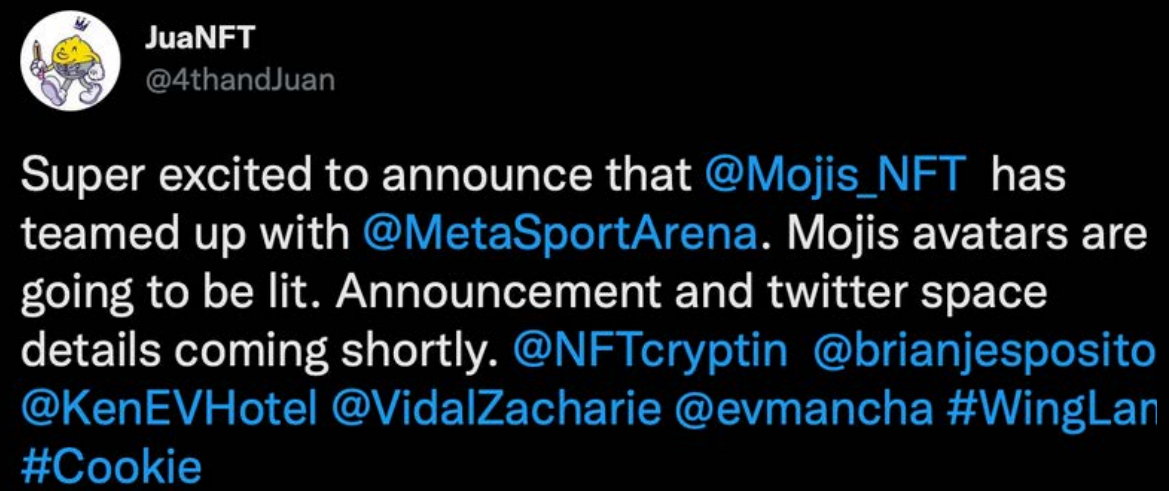 JuaNFT
@4thandJuan
Super excited to announce that @Mojis_NFT has
teamed up with @MetaSportArena. Mojis avatars are
going to be lit. Announcement and twitter space
details coming shortly. @NFTcryptin @brianjesposito
@KenEVHotel @VidalZacharie @evmancha
#Cookie